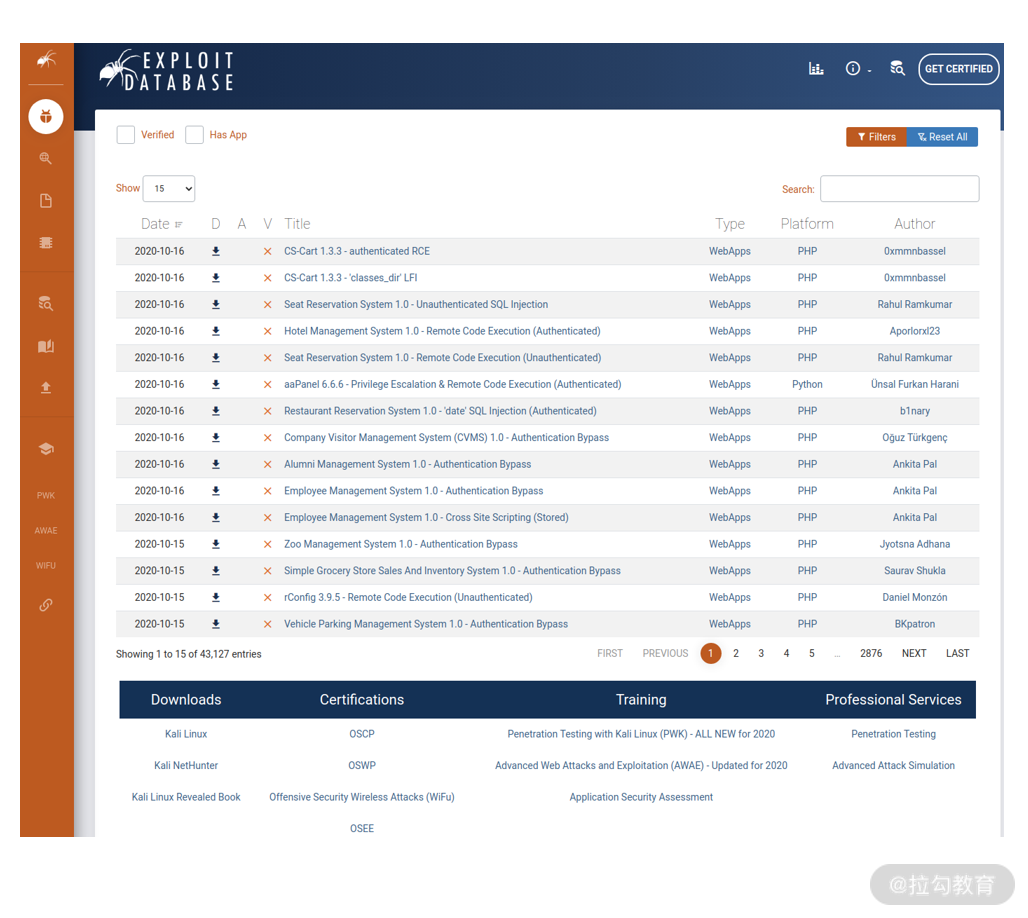 EXPLOIT
DATABASE
GET CERTIFIED
Verified Has App
Filters Reset All
Show 15 Search:
Date D A V Title Type Platform Author
2020-10-16 CS-Cart 1.3.3 - authenticated RCE WebApps PHP 0xmmnbassel
2020-10-16 CS-Cart 1.3.3 - 'classes_dir' LFI WebApps PHP 0xmmnbassel
2020-10-16 Seat Reservation System 1.0 - Unauthenticated SQL Injection WebApps PHP Rahul Ramkumar
2020-10-16 Hotel Management System 1.0 - Remote Code Execution (Authenticated) WebApps PHP Aporlorxl23
2020-10-16 Seat Reservation System 1.0 - Remote Code Execution (Unauthenticated) WebApps PHP Rahul Ramkumar
2020-10-16 aaPanel 6.6.6 - Privilege Escalation & Remote Code Execution (Authenticated) WebApps Python Ünsal Furkan Harani
2020-10-16 Restaurant Reservation System 1.0 - 'date' SQL Injection (Authenticated) WebApps PHP b1nary
2020-10-16 Company Visitor Management System (CVMS) 1.0 - Authentication Bypass WebApps PHP Oğuz Türkgenç
2020-10-16 Alumni Management System 1.0 - Authentication Bypass WebApps PHP Ankita Pal
2020-10-16 Employee Management System 1.0 - Authentication Bypass WebApps PHP Ankita Pal
2020-10-16 Employee Management System 1.0 - Cross Site Scripting (Stored) WebApps PHP Ankita Pal
2020-10-15 Zoo Management System 1.0 - Authentication Bypass WebApps PHP Jyotsna Adhana
2020-10-15 Simple Grocery Store Sales And Inventory System 1.0 - Authentication Bypass WebApps PHP Saurav Shukla
2020-10-15 rConfig 3.9.5 - Remote Code Execution (Unauthenticated) WebApps PHP Daniel Monzón
2020-10-15 Vehicle Parking Management System 1.0 - Authentication Bypass WebApps PHP BKpatron
PWK
AWAE
WIFU
Showing 1 to 15 of 43,127 entries FIRST PREVIOUS 1 2 3 4 5 … 2876 NEXT LAST
Downloads Certifications Training Professional Services
Kali Linux OSCP Penetration Testing with Kali Linux (PWK) - ALL NEW for 2020 Penetration Testing
Kali NetHunter OSWP Advanced Web Attacks and Exploitation (AWAE) - Updated for 2020 Advanced Attack Simulation
Kali Linux Revealed Book Offensive Security Wireless Attacks (WiFu) Application Security Assessment
OSEE
@拉勾教育